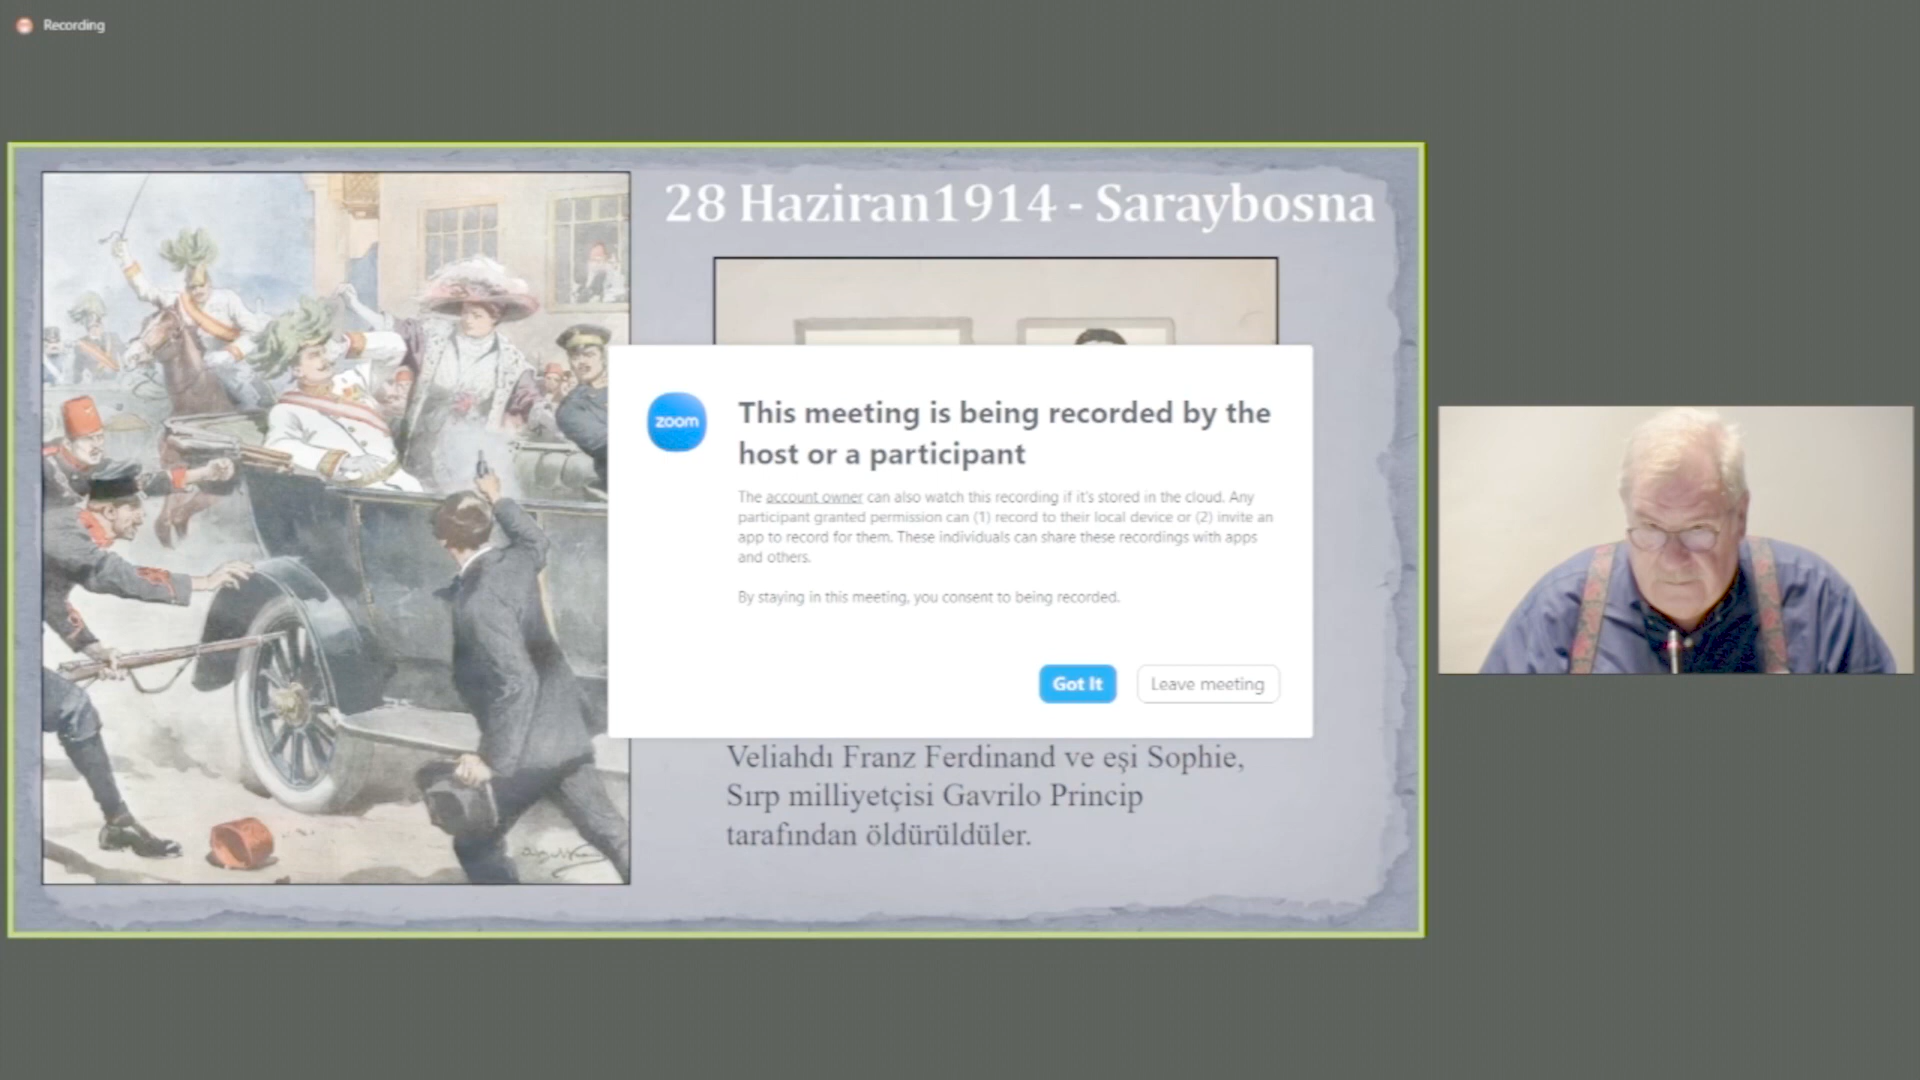 Recording
28 Haziran1914 - Saraybosna
zoom
This meeting is being recorded by the
host or a participant
The account owner can also watch this recording if it's stored in the cloud. Any
participant granted permission can (1) record to their local device or (2) invite an
app to record for them. These individuals can share these recordings with apps
and others.
By staying in this meeting, you consent to being recorded.
Got It
Leave meeting
Veliahdı Franz Ferdinand ve eşi Sophie,
Sırp milliyetçisi Gavrilo Princip
tarafından öldürüldüler.